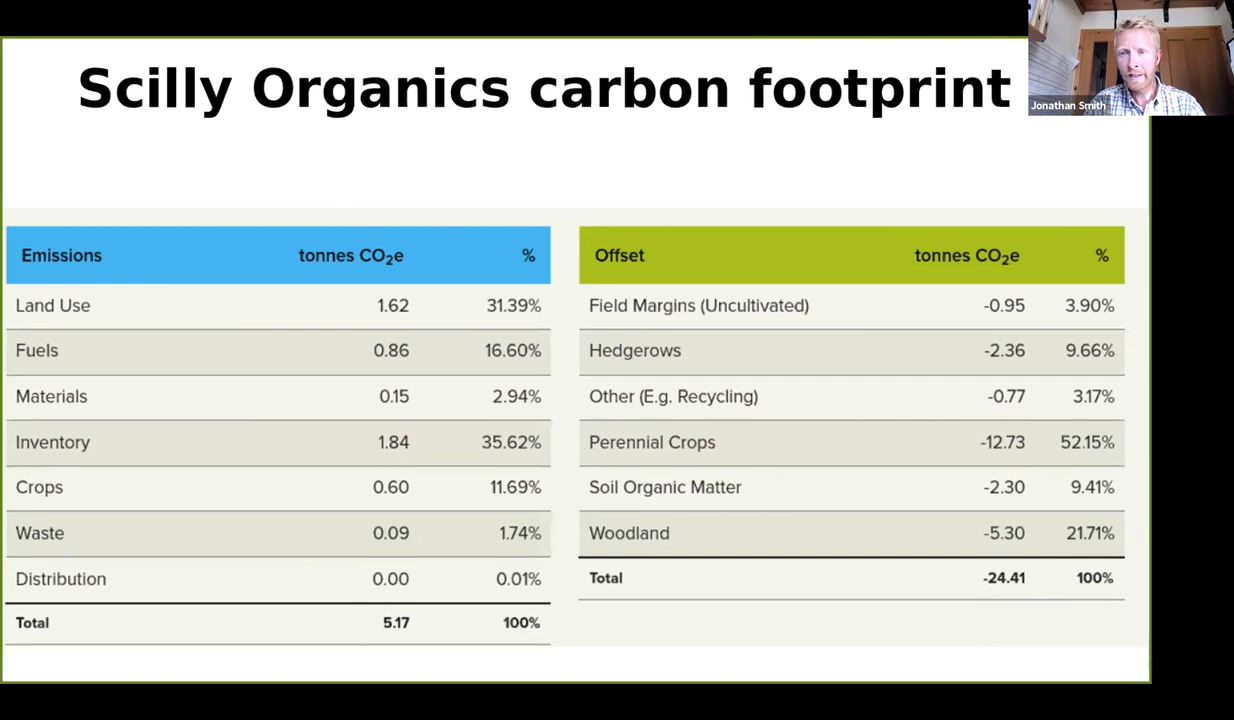 Scilly Organics carbon footprint
Jonathan Smith
Emissions tonnes CO₂e %
Land Use 1.62 31.39%
Fuels 0.86 16.60%
Materials 0.15 2.94%
Inventory 1.84 35.62%
Crops 0.60 11.69%
Waste 0.09 1.74%
Distribution 0.00 0.01%
Total 5.17 100%
Offset tonnes CO₂e %
Field Margins (Uncultivated) -0.95 3.90%
Hedgerows -2.36 9.66%
Other (E.g. Recycling) -0.77 3.17%
Perennial Crops -12.73 52.15%
Soil Organic Matter -2.30 9.41%
Woodland -5.30 21.71%
Total -24.41 100%